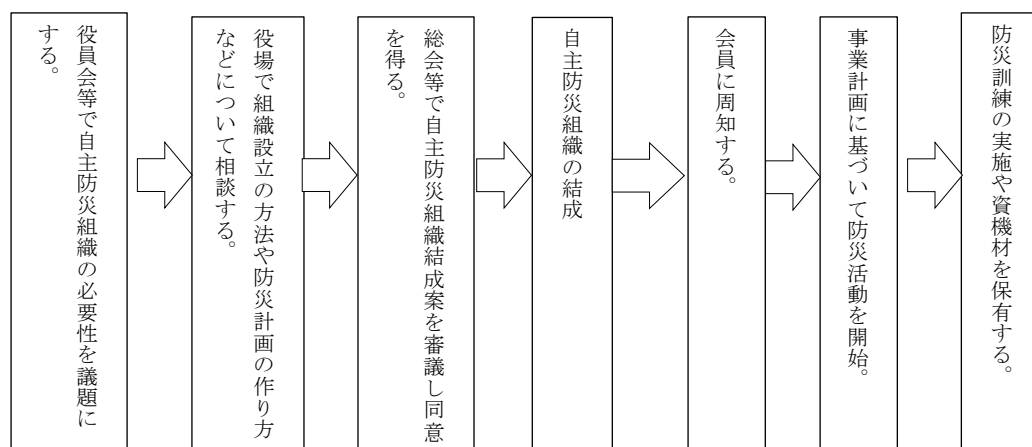 役員会等で自主防災組織の必要性を議題に
する。
役場で組織設立の方法や防災計画の作り方
などについて相談する。
総会等で自主防災組織結成案を審議し同意
を得る。
自主防災組織の結成
会員に周知する。
事業計画に基づいて防災活動を開始。
防災訓練の実施や資機材を保有する。